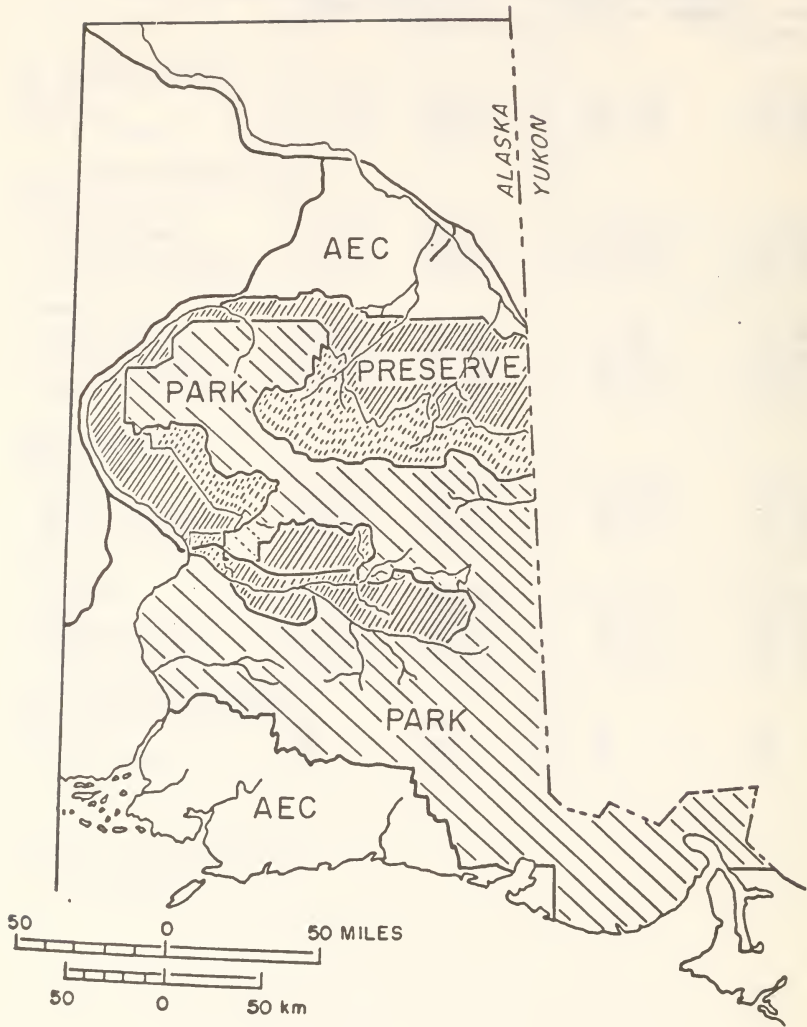 ALASKA
YUKON
AEC
PRESERVE
PARK
PARK
AEC
50 0 50 MILES
50 0 50 km